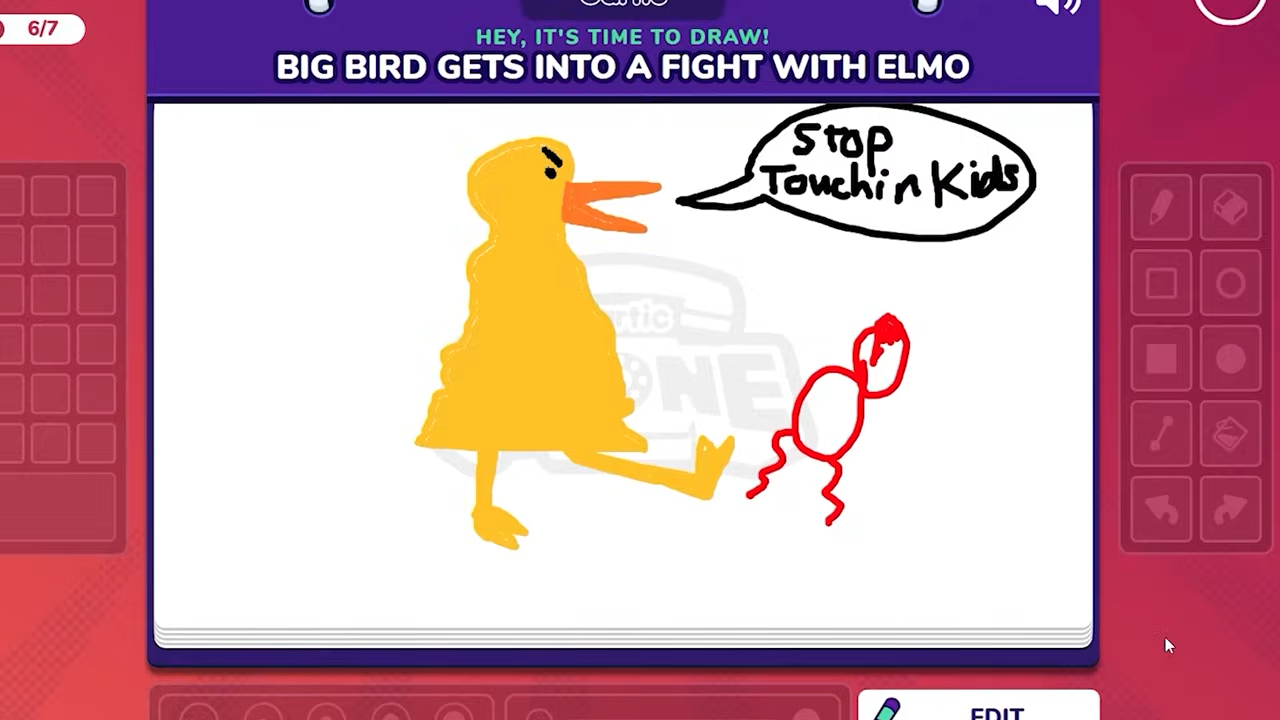 6/7
HEY, IT'S TIME TO DRAW!
BIG BIRD GETS INTO A FIGHT WITH ELMO
Stop
Touchin Kids
EDIT